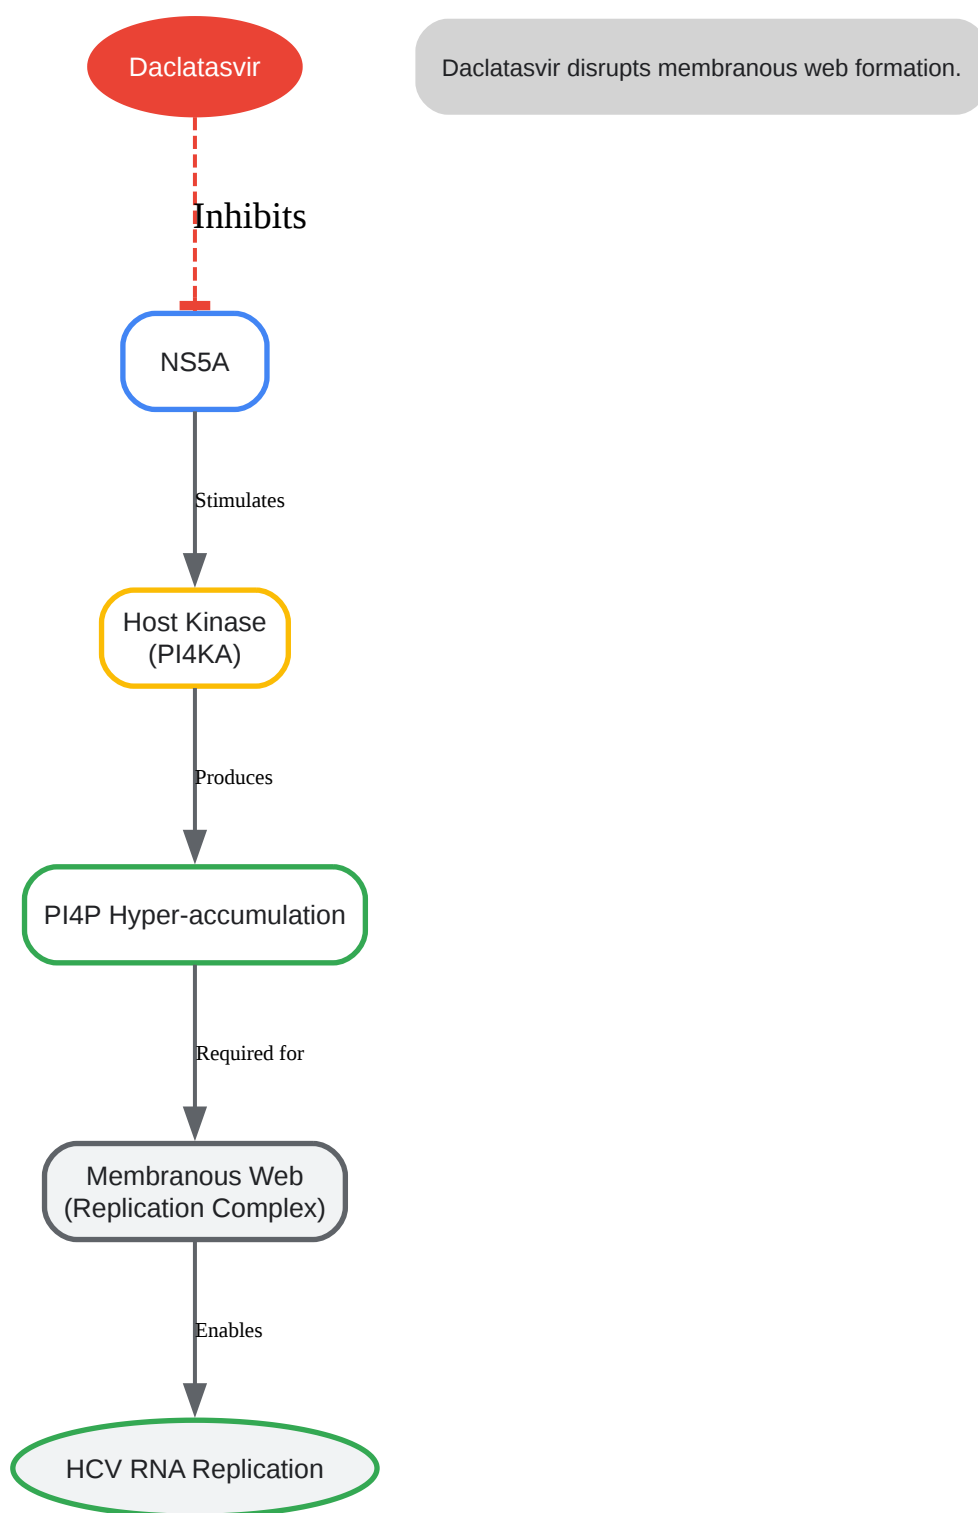 Daclatasvir
Daclatasvir disrupts membranous web formation.
Inhibits
NS5A
Stimulates
Host Kinase
(PI4KA)
Produces
PI4P Hyper-accumulation
Required for
Membranous Web
(Replication Complex)
Enables
HCV RNA Replication